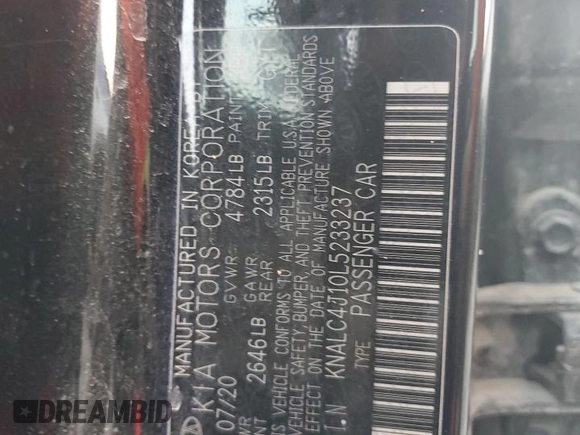 MANUFACTURED IN KOREA BY
KIA MOTORS CORPORATION
07/20 GVWR 4784LB PAINT
2646LB GAWR REAR 2315LB TRIM
VEHICLE CONFORMS TO ALL APPLICABLE USA FEDERAL
VEHICLE SAFETY, BUMPER, AND THEFT PREVENTION STANDARDS
EFFECT ON THE DATE OF MANUFACTURE SHOWN ABOVE
I.N KNALC4J10L5233237
TYPE PASSENGER CAR
DREAMBID